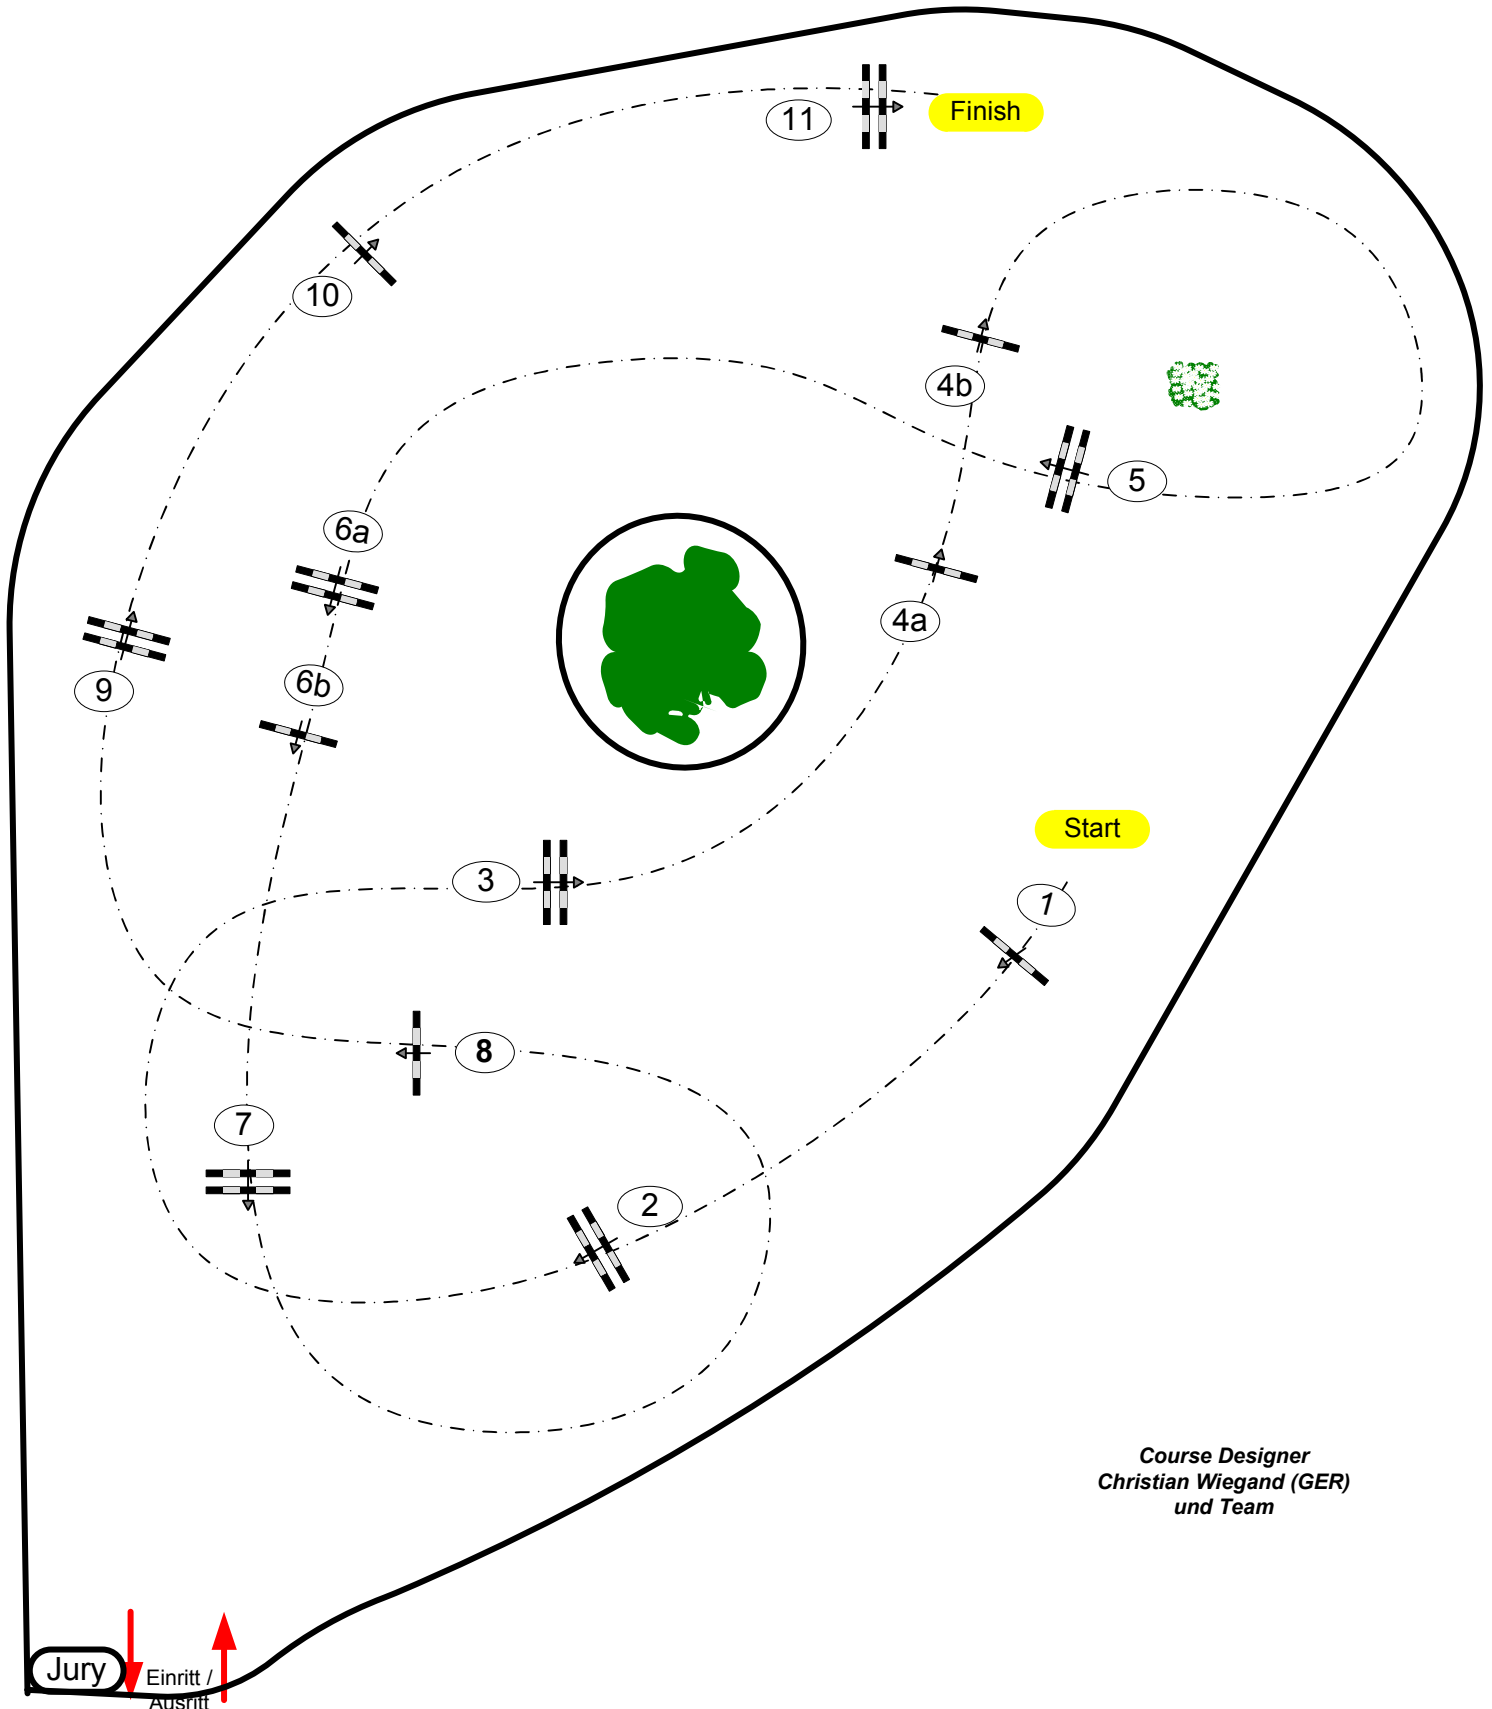 11
Finish
10
4b
5
6a
4a
6b
9
Start
3
1
8
7
2
Course Designer
Christian Wiegand (GER)
und Team
Jury
Einritt /
Ausritt